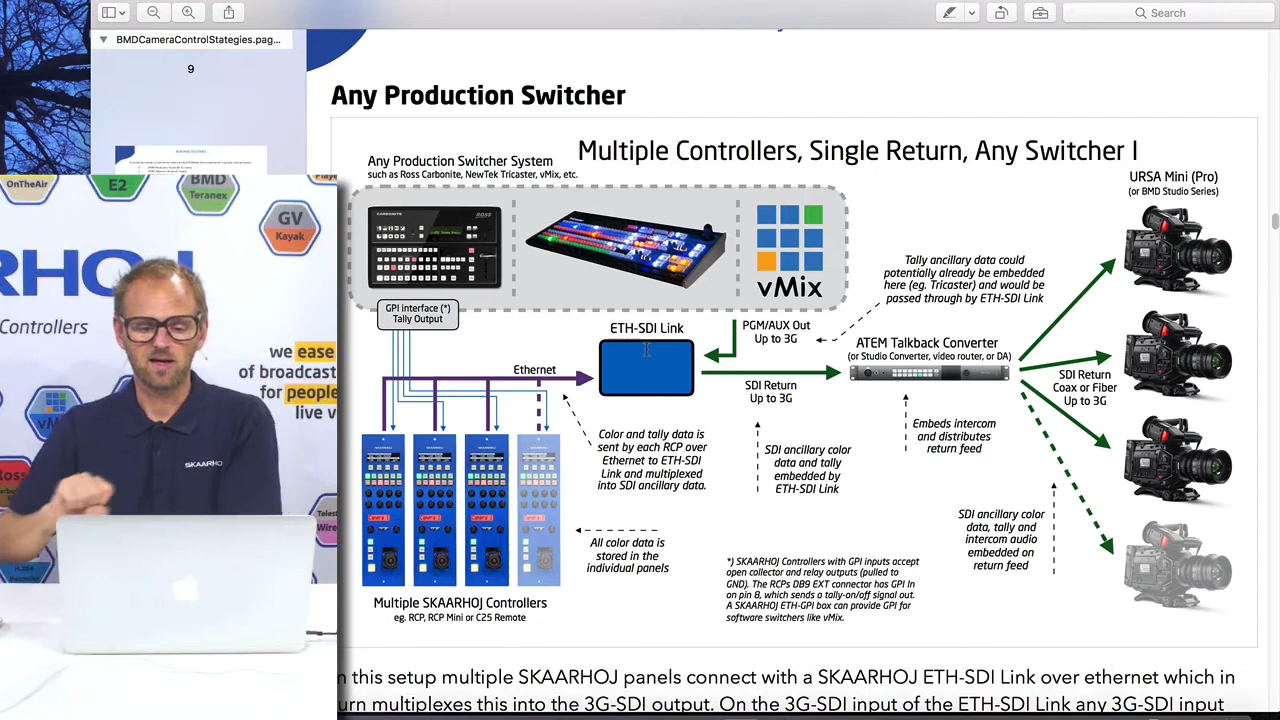 Search
BMDCameraControlStategies.pag...
9
Any Production Switcher
Any Production Switcher System
such as Ross Carbonite, NewTek Tricaster, vMix, etc.
Multiple Controllers, Single Return, Any Switcher I
URSA Mini (Pro)
(or BMD Studio Series)
CARBONITE
ROSS
vMix
GPI interface (*)
Tally Output
Tally ancillary data could
potentially already be embedded
here (eg. Tricaster) and would be
passed through by ETH-SDI Link
ETH-SDI Link
PGM/AUX Out
Up to 3G
ATEM Talkback Converter
(or Studio Converter, video router, or DA)
Ethernet
SDI Return
Up to 3G
SDI Return
Coax or Fiber
Up to 3G
Color and tally data is
sent by each RCP over
Ethernet to ETH-SDI
Link and multiplexed
into SDI ancillary data.
SDI ancillary color
data and tally
embedded by
ETH-SDI Link
Embeds intercom
and distributes
return feed
SDI ancillary color
data, tally and
intercom audio
embedded on
return feed
All color data is
stored in the
individual panels
*) SKAARHOJ Controllers with GPI inputs accept
open collector and relay outputs (pulled to
GND). The RCPs DB9 EXT connector has GPI In
on pin 8, which sends a tally-on/off signal out.
A SKAARHOJ ETH-GPI box can provide GPI for
software switchers like vMix.
Multiple SKAARHOJ Controllers
eg. RCP, RCP Mini or C25 Remote
n this setup multiple SKAARHOJ panels connect with a SKAARHOJ ETH-SDI Link over ethernet which in
urn multiplexes this into the 3G-SDI output. On the 3G-SDI input of the ETH-SDI Link any 3G-SDI input
OnTheAir
E2
BMD
Teranex
GV
Kayak
ARHOJ
Controllers
we ease
of broadcas
for people
live v
SKAARHO
Ross
H.264
Telest
Wire